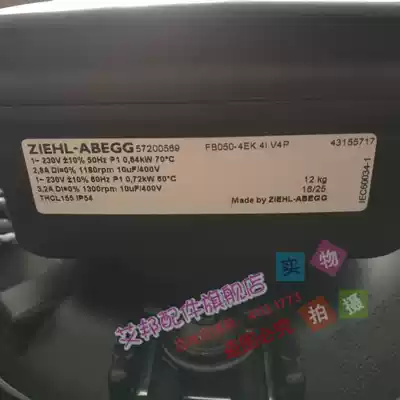 ZIEHL-ABEGG 57200569 FB050-4EK.4I.V4P 43155717
1~ 230V ±10% 50Hz P1 0,64kW 70°C
2,8A DI=0% 1180rpm 10uF/400V
1~ 230V ±10% 60Hz P1 0,72kW 60°C 12 kg
3,2A DI=0% 1300rpm 10uF/400V 16/25
THCL155 IP54 Made by ZIEHL-ABEGG
IEC60034-1
实物
拍摄
艾邦配件旗舰店